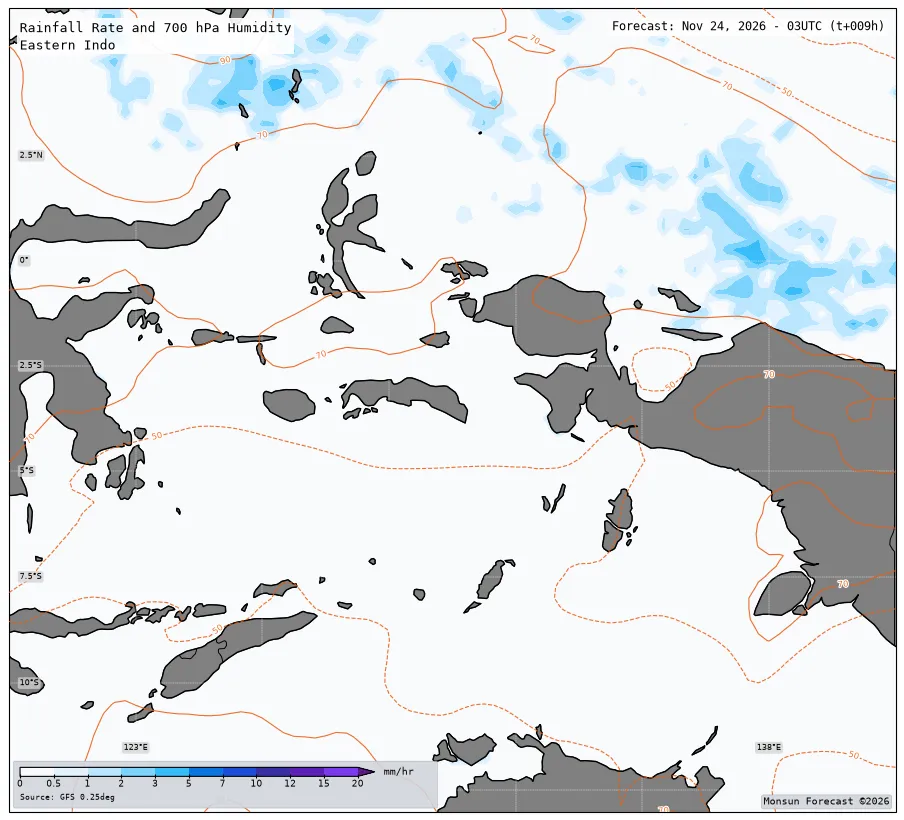 Rainfall Rate and 700 hPa Humidity
Eastern Indo
Forecast: Nov 24, 2026 - 03UTC (t+009h)
70
90
70
50
70
2.5°N
0°
70
2.5°S
50
70
70
50
5°S
7.5°S
70
50
10°S
123°E
138°E
50
0 0.5 1 2 3 5 7 10 12 15 20 mm/hr
Source: GFS 0.25deg
70
Monsun Forecast ©2026